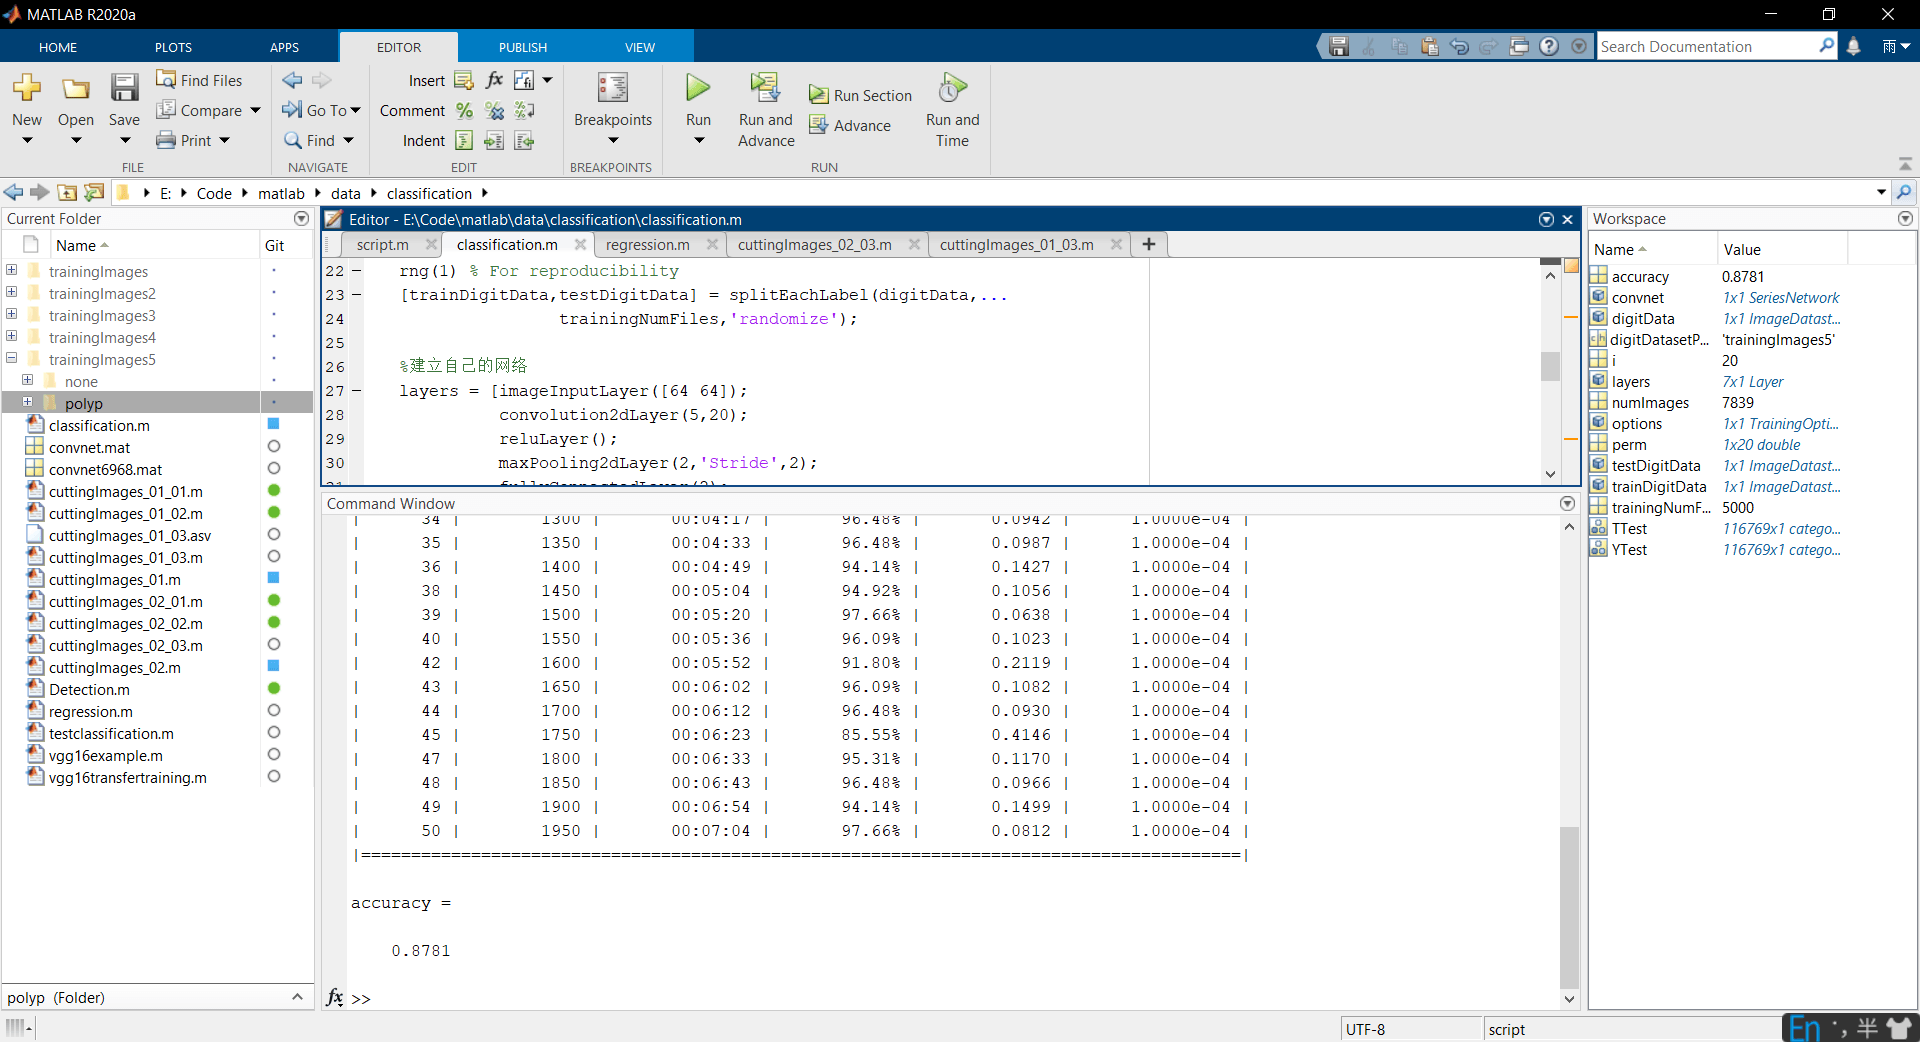 MATLAB R2020a
HOME PLOTS APPS EDITOR PUBLISH VIEW
Search Documentation
雨
New Open Save
Find Files
Compare
Print
FILE
Go To
Find
NAVIGATE
Insert
Comment
Indent
EDIT
Breakpoints
BREAKPOINTS
Run
Run and Advance
Run Section
Advance
Run and Time
RUN
E: Code matlab data classification
Current Folder
Name Git
trainingImages
trainingImages2
trainingImages3
trainingImages4
trainingImages5
none
polyp
classification.m
convnet.mat
convnet6968.mat
cuttingImages_01_01.m
cuttingImages_01_02.m
cuttingImages_01_03.asv
cuttingImages_01_03.m
cuttingImages_01.m
cuttingImages_02_01.m
cuttingImages_02_02.m
cuttingImages_02_03.m
cuttingImages_02.m
Detection.m
regression.m
testclassification.m
vgg16example.m
vgg16transfertraining.m
polyp (Folder)
Editor - E:\Code\matlab\data\classification\classification.m
script.m classification.m regression.m cuttingImages_02_03.m cuttingImages_01_03.m
22 – rng(1) % For reproducibility
23 – [trainDigitData,testDigitData] = splitEachLabel(digitData,...
24 trainingNumFiles,'randomize');
25
26 %建立自己的网络
27 – layers = [imageInputLayer([64 64]);
28 convolution2dLayer(5,20);
29 reluLayer();
30 maxPooling2dLayer(2,'Stride',2);
Command Window
| 34 | 1300 | 00:04:17 | 96.48% | 0.0942 | 1.0000e-04 |
| 35 | 1350 | 00:04:33 | 96.48% | 0.0987 | 1.0000e-04 |
| 36 | 1400 | 00:04:49 | 94.14% | 0.1427 | 1.0000e-04 |
| 38 | 1450 | 00:05:04 | 94.92% | 0.1056 | 1.0000e-04 |
| 39 | 1500 | 00:05:20 | 97.66% | 0.0638 | 1.0000e-04 |
| 40 | 1550 | 00:05:36 | 96.09% | 0.1023 | 1.0000e-04 |
| 42 | 1600 | 00:05:52 | 91.80% | 0.2119 | 1.0000e-04 |
| 43 | 1650 | 00:06:02 | 96.09% | 0.1082 | 1.0000e-04 |
| 44 | 1700 | 00:06:12 | 96.48% | 0.0930 | 1.0000e-04 |
| 45 | 1750 | 00:06:23 | 85.55% | 0.4146 | 1.0000e-04 |
| 47 | 1800 | 00:06:33 | 95.31% | 0.1170 | 1.0000e-04 |
| 48 | 1850 | 00:06:43 | 96.48% | 0.0966 | 1.0000e-04 |
| 49 | 1900 | 00:06:54 | 94.14% | 0.1499 | 1.0000e-04 |
| 50 | 1950 | 00:07:04 | 97.66% | 0.0812 | 1.0000e-04 |
|========================================================================================|
accuracy =
0.8781
fx >>
Workspace
Name Value
accuracy 0.8781
convnet 1x1 SeriesNetwork
digitData 1x1 ImageDatast...
digitDatasetP... 'trainingImages5'
i 20
layers 7x1 Layer
numImages 7839
options 1x1 TrainingOpti...
perm 1x20 double
testDigitData 1x1 ImageDatast...
trainDigitData 1x1 ImageDatast...
trainingNumF... 5000
TTest 116769x1 catego...
YTest 116769x1 catego...
UTF-8 script
En 半